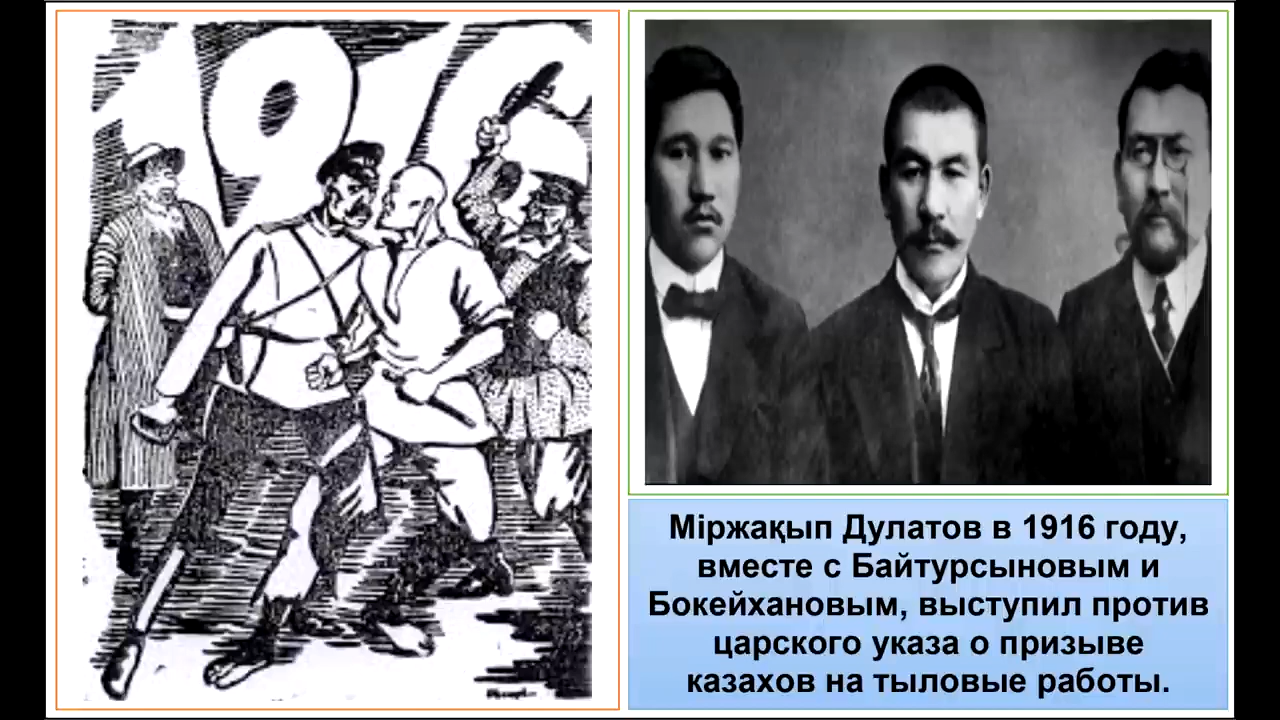 1916
Міржақып Дулатов в 1916 году,
вместе с Байтурсыновым и
Бокейхановым, выступил против
царского указа о призыве
казахов на тыловые работы.